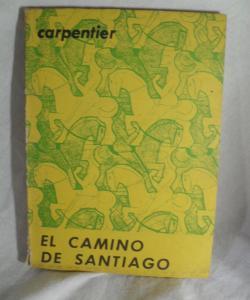 carpentier
EL CAMINO
DE SANTIAGO